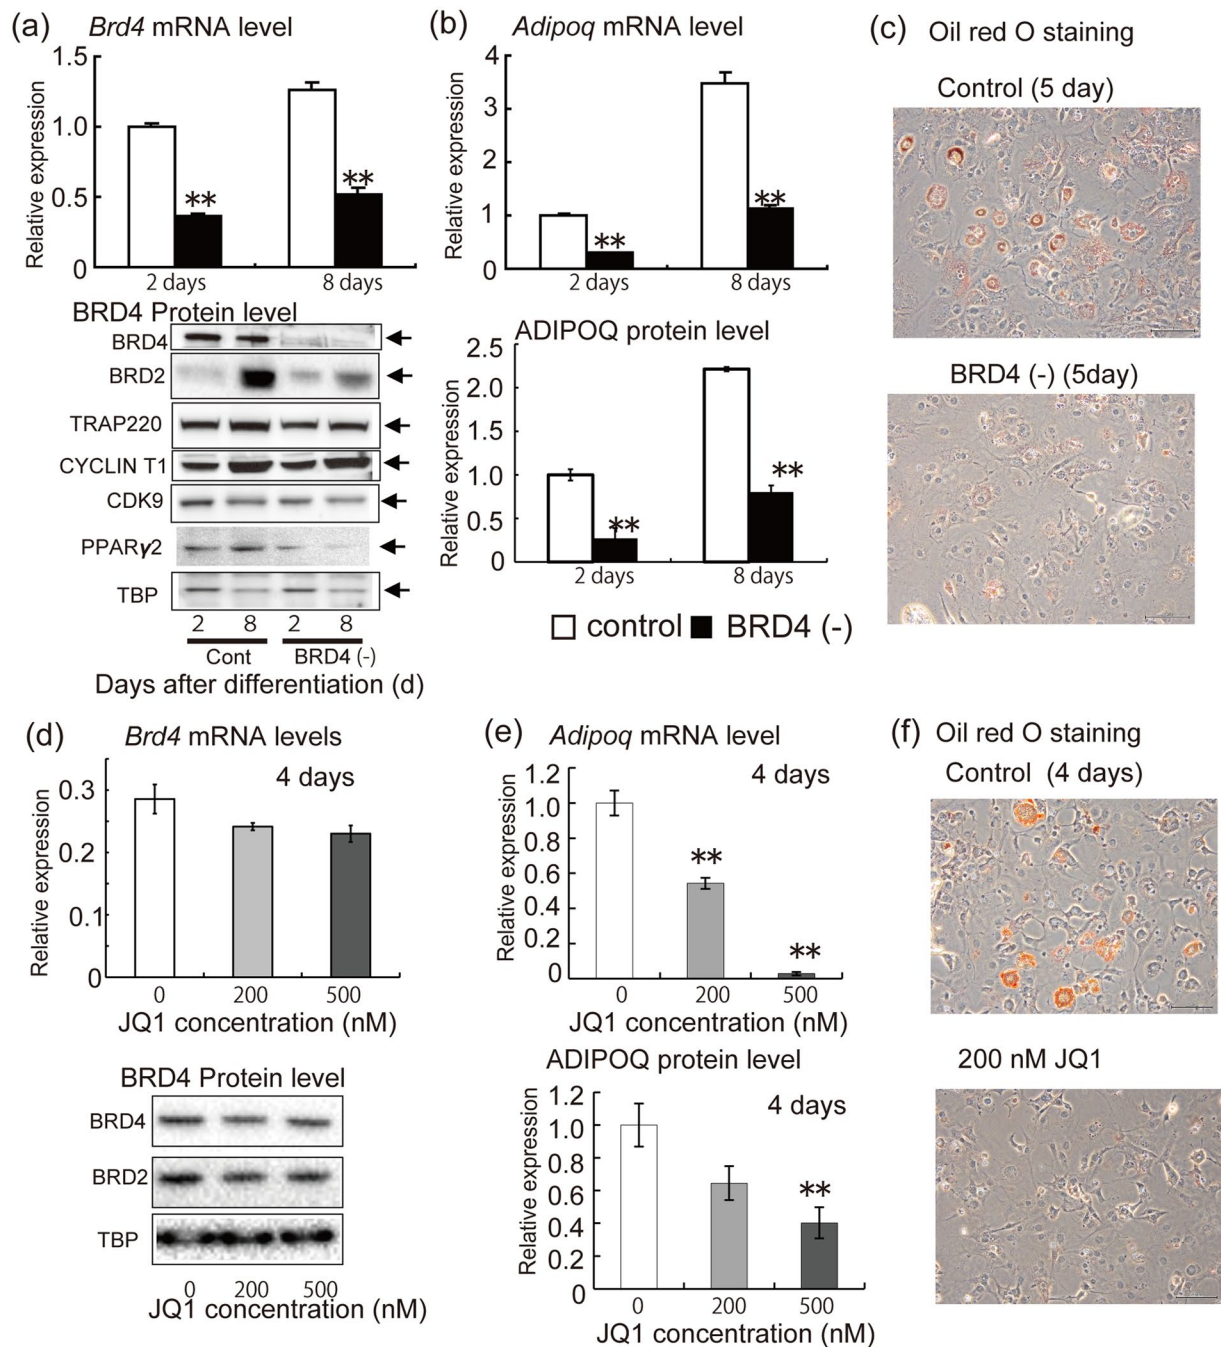 (a)
Brd4 mRNA level
Relative expression
1.5
1.0
0.5
0
**
**
2 days
8 days
BRD4 Protein level
BRD4
BRD2
TRAP220
CYCLIN T1
CDK9
PPARγ2
TBP
2 8 2 8
Cont BRD4 (-)
Days after differentiation (d)
(b)
Adipoq mRNA level
Relative expression
4
3
2
1
0
**
**
2 days
8 days
ADIPOQ protein level
Relative expression
2.5
2.0
1.5
1.0
0.5
0
**
**
2 days
8 days
control BRD4 (-)
(c) Oil red O staining
Control (5 day)
BRD4 (-) (5day)
(d)
Brd4 mRNA levels
4 days
Relative expression
0.3
0.2
0.1
0
0 200 500
JQ1 concentration (nM)
BRD4 Protein level
BRD4
BRD2
TBP
0 200 500
JQ1 concentration (nM)
(e)
Adipoq mRNA level
4 days
Relative expression
1.2
1.0
0.8
0.6
0.4
0.2
0
**
**
0 200 500
JQ1 concentration (nM)
ADIPOQ protein level
4 days
Relative expression
1.2
1.0
0.8
0.6
0.4
0.2
0
**
0 200 500
JQ1 concentration (nM)
(f) Oil red O staining
Control (4 days)
200 nM JQ1